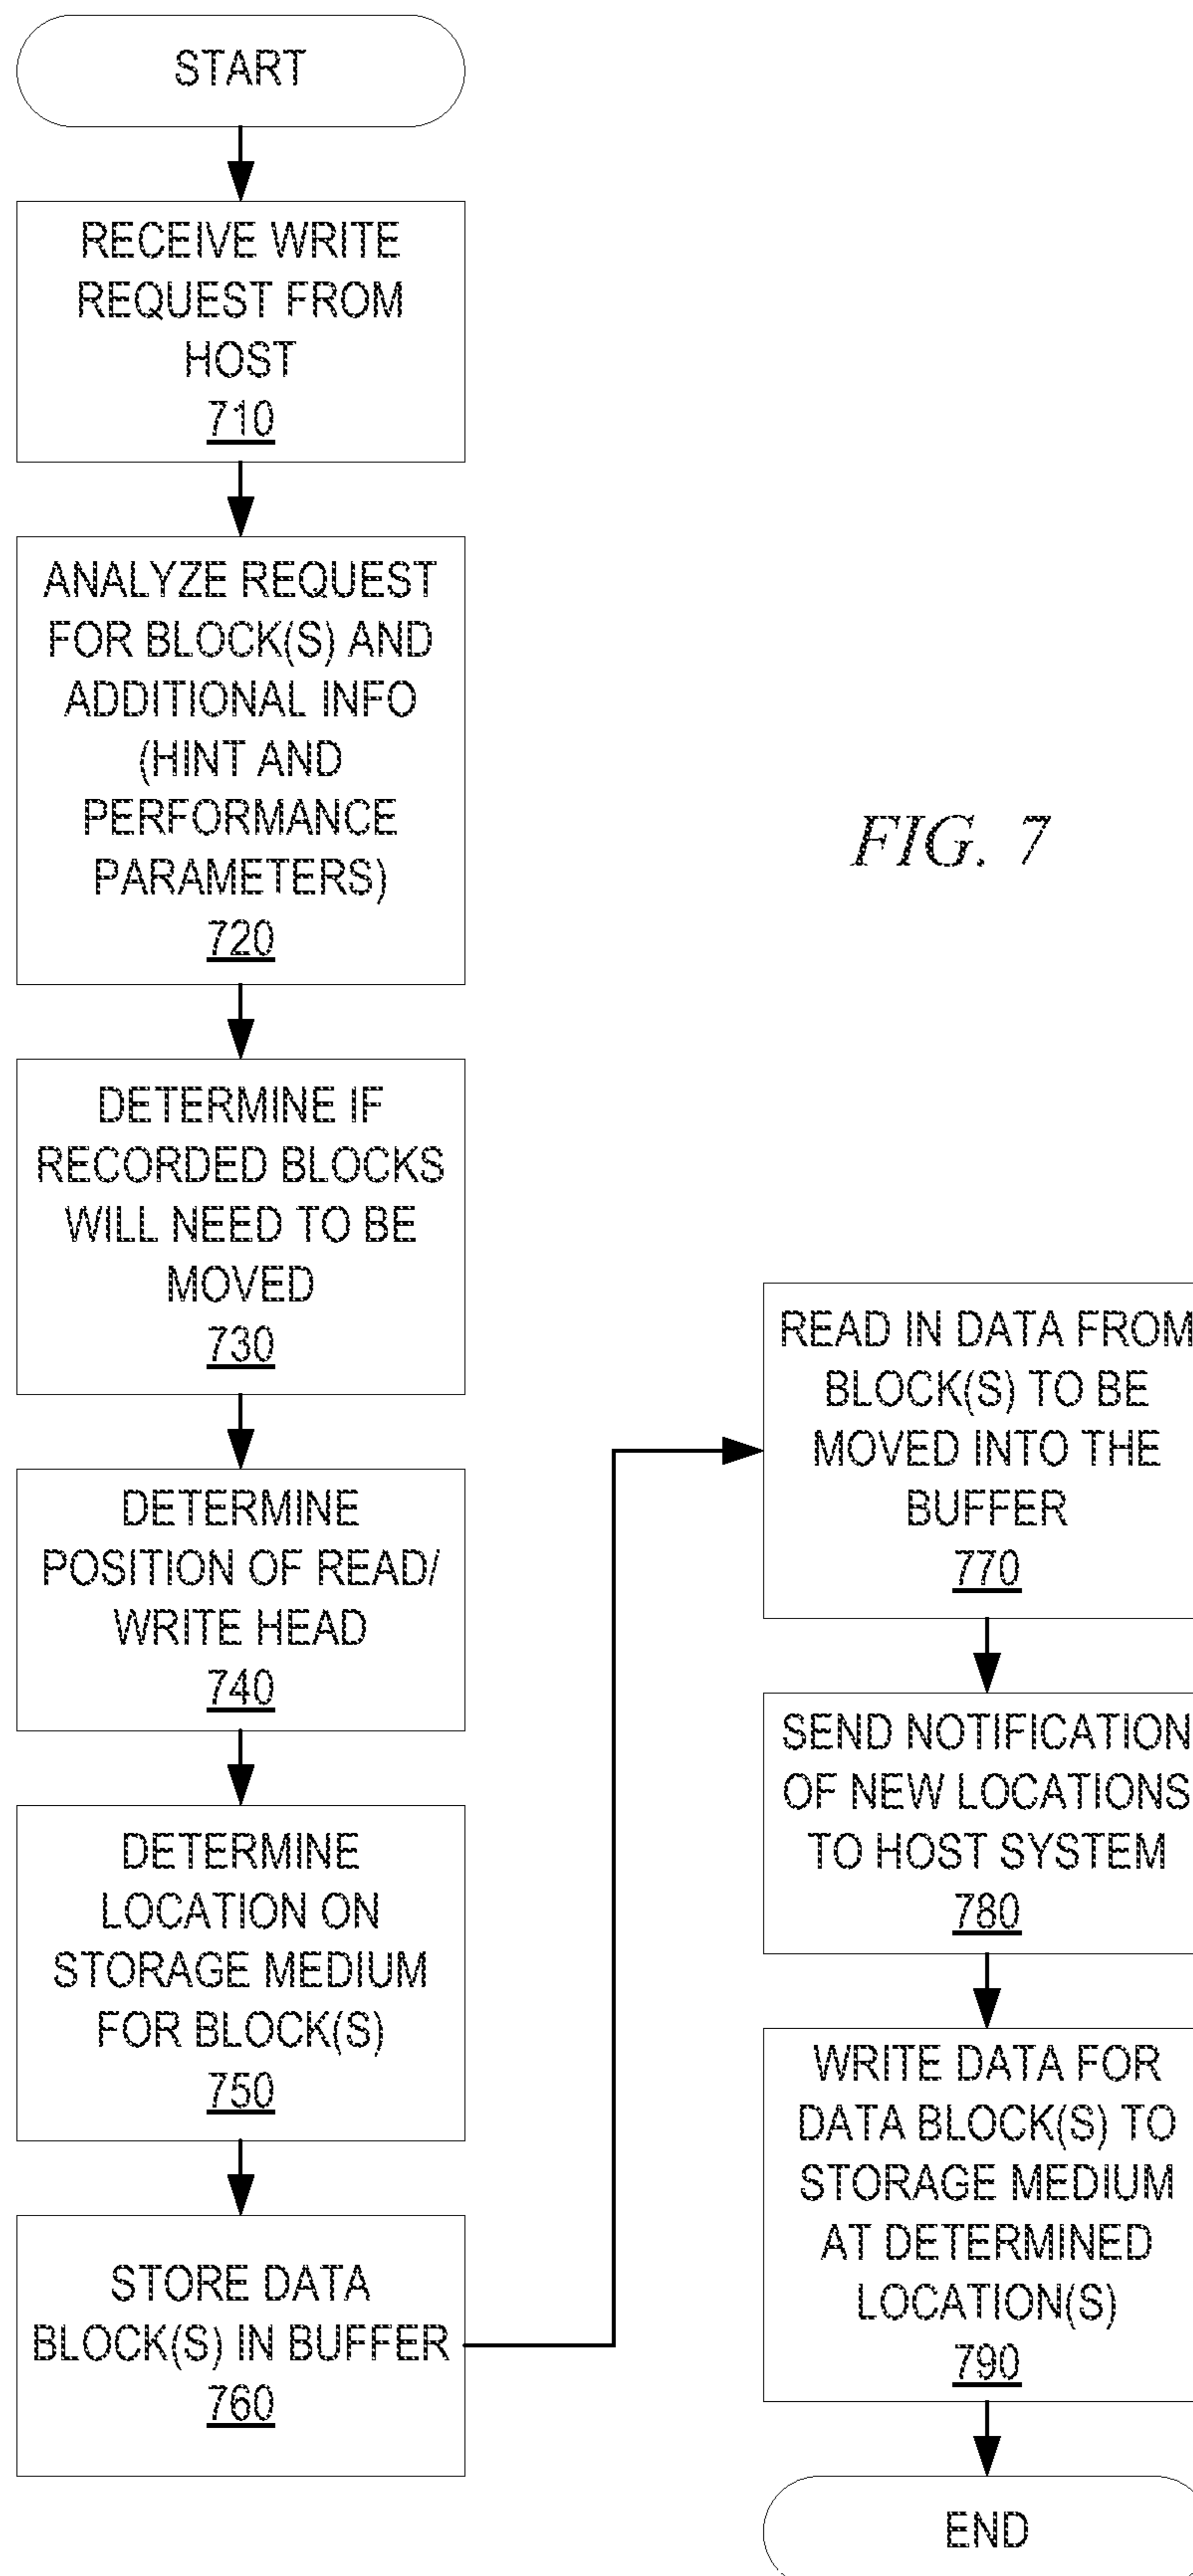 START
RECEIVE WRITE
REQUEST FROM
HOST
710
ANALYZE REQUEST
FOR BLOCK(S) AND
ADDITIONAL INFO
(HINT AND
PERFORMANCE
PARAMETERS)
720
DETERMINE IF
RECORDED BLOCKS
WILL NEED TO BE
MOVED
730
DETERMINE
POSITION OF READ/
WRITE HEAD
740
DETERMINE
LOCATION ON
STORAGE MEDIUM
FOR BLOCK(S)
750
STORE DATA
BLOCK(S) IN BUFFER
760
FIG. 7
READ IN DATA FROM
BLOCK(S) TO BE
MOVED INTO THE
BUFFER
770
SEND NOTIFICATION
OF NEW LOCATIONS
TO HOST SYSTEM
780
WRITE DATA FOR
DATA BLOCK(S) TO
STORAGE MEDIUM
AT DETERMINED
LOCATION(S)
790
END